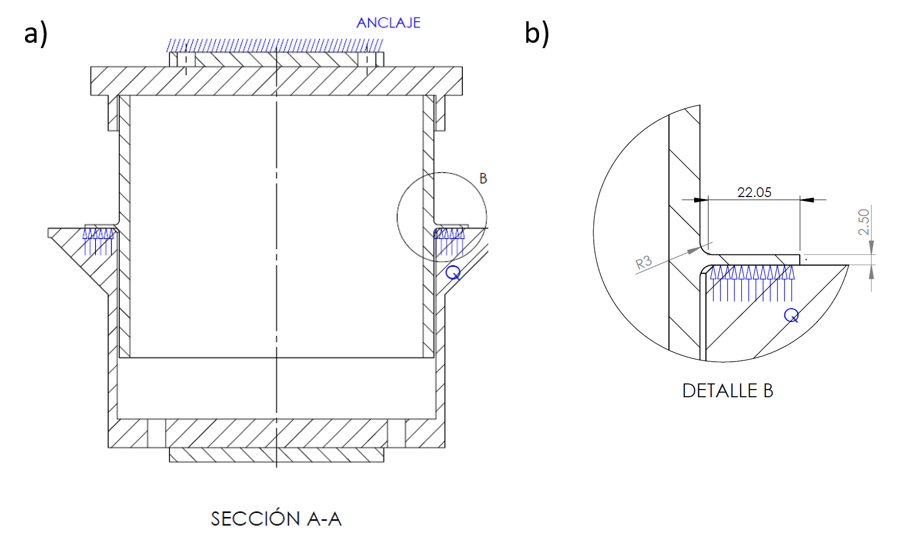 a)
ANCLAJE
B
Q
SECCIÓN A-A
b)
22.05
2.50
R3
Q
DETALLE B